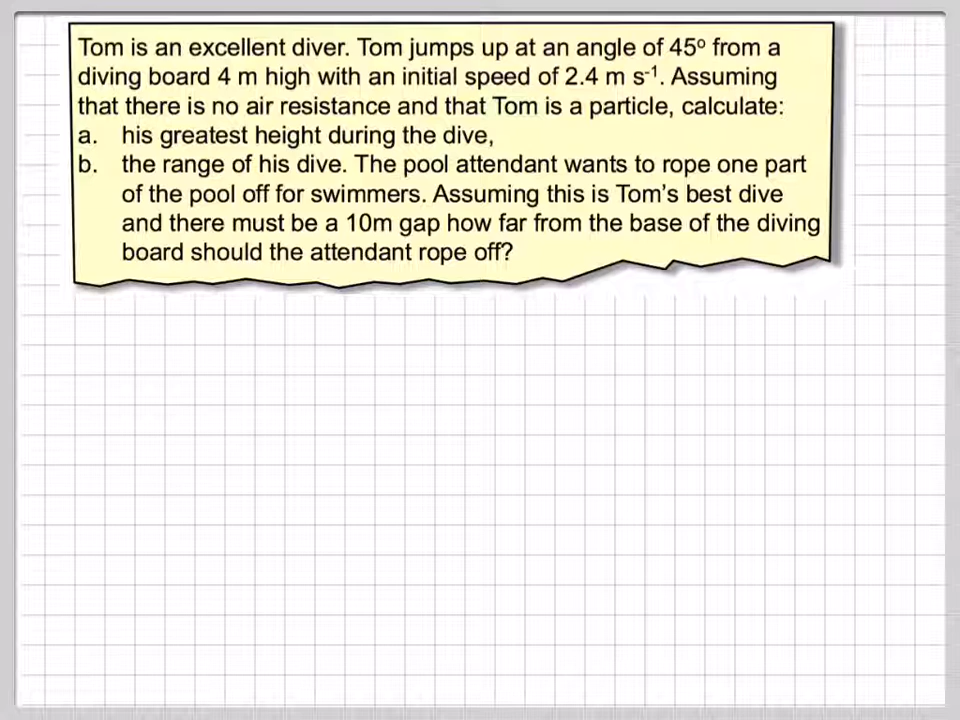 Tom is an excellent diver. Tom jumps up at an angle of 45º from a
diving board 4 m high with an initial speed of 2.4 m s⁻¹. Assuming
that there is no air resistance and that Tom is a particle, calculate:
a. his greatest height during the dive,
b. the range of his dive. The pool attendant wants to rope one part
of the pool off for swimmers. Assuming this is Tom’s best dive
and there must be a 10m gap how far from the base of the diving
board should the attendant rope off?